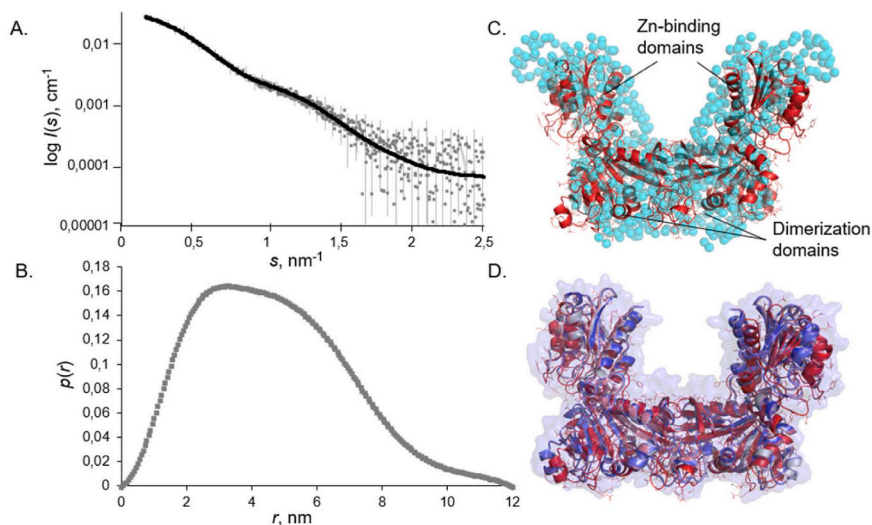 A.
log I(s), cm⁻¹
0,01
0,001
0,0001
0,00001
0
0,5
1
1,5
2
2,5
s, nm⁻¹
B.
p(r)
0,18
0,16
0,14
0,12
0,1
0,08
0,06
0,04
0,02
0
0
2
4
6
8
10
12
r, nm
C.
Zn-binding
domains
Dimerization
domains
D.